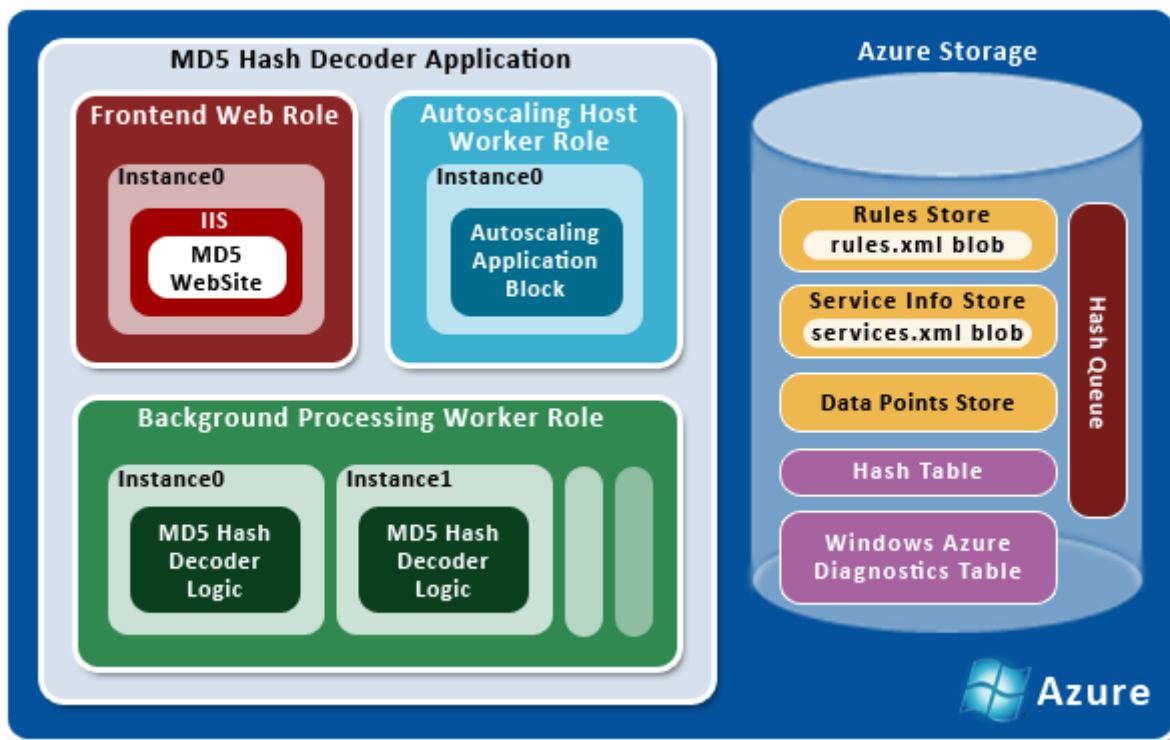 MD5 Hash Decoder Application
Frontend Web Role
Instance0
IIS
MD5
WebSite
Autoscaling Host
Worker Role
Instance0
Autoscaling
Application
Block
Background Processing Worker Role
Instance0
MD5 Hash
Decoder
Logic
Instance1
MD5 Hash
Decoder
Logic
Azure Storage
Rules Store
rules.xml blob
Service Info Store
services.xml blob
Data Points Store
Hash Table
Windows Azure
Diagnostics Table
Hash Queue
Azure